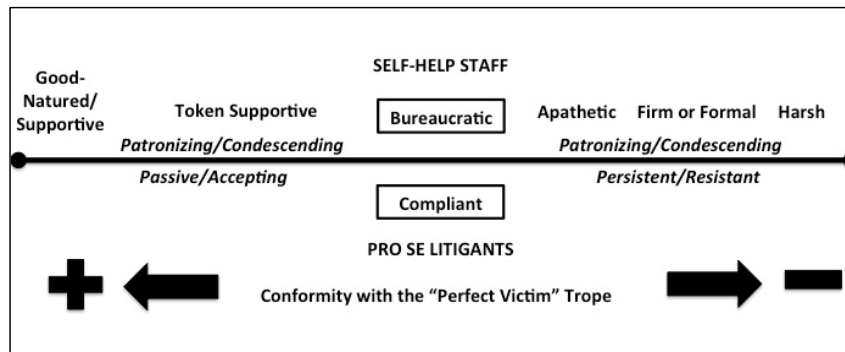 SELF-HELP STAFF
Good-
Natured/
Supportive
Token Supportive
Bureaucratic
Apathetic
Firm or Formal
Harsh
Patronizing/Condescending
Patronizing/Condescending
Passive/Accepting
Persistent/Resistant
Compliant
PRO SE LITIGANTS
Conformity with the “Perfect Victim” Trope